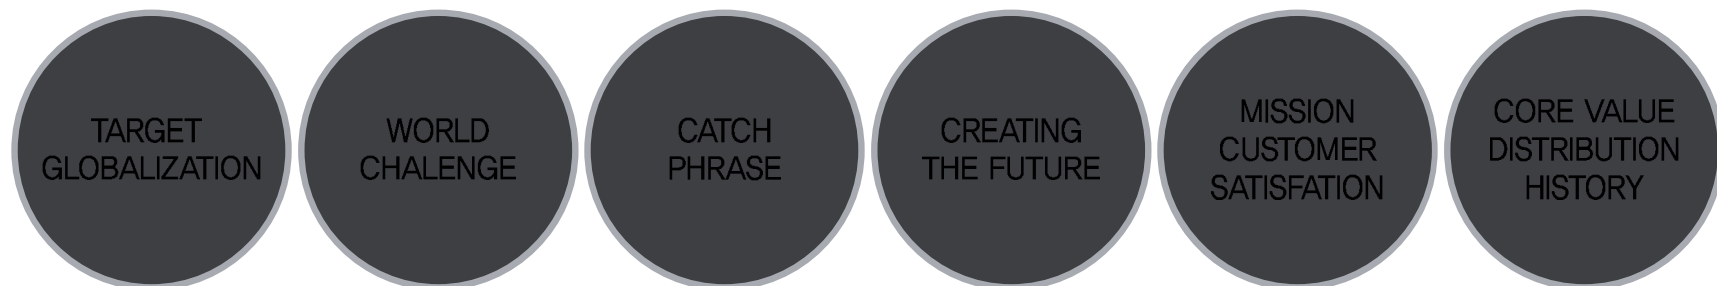 TARGET
GLOBALIZATION
WORLD
CHALENGE
CATCH
PHRASE
CREATING
THE FUTURE
MISSION
CUSTOMER
SATISFATION
CORE VALUE
DISTRIBUTION
HISTORY